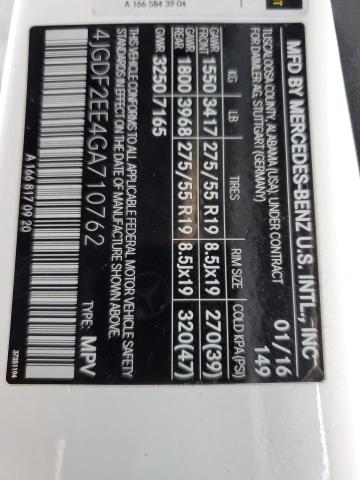 A 166 584 39 04
MFD BY MERCEDES-BENZ U.S. INTL., INC
TUSCALOOSA COUNTY, ALABAMA (USA), UNDER CONTRACT
FOR DAIMLER AG, STUTTGART (GERMANY)
01/16
149
KG LB TIRES RIM SIZE COLD KPA(PSI)
GAWR FRONT 1550 3417 275/55 R19 8.5Jx19 270(39)
GAWR REAR 1800 3968 275/55 R19 8.5Jx19 320(47)
GVWR 3250 7165
THIS VEHICLE CONFORMS TO ALL APPLICABLE FEDERAL MOTOR VEHICLE SAFETY
STANDARDS IN EFFECT ON THE DATE OF MANUFACTURE SHOWN ABOVE.
4JGDF2EE4GA710762 TYPE: MPV
A 166 817 09 20
37351194